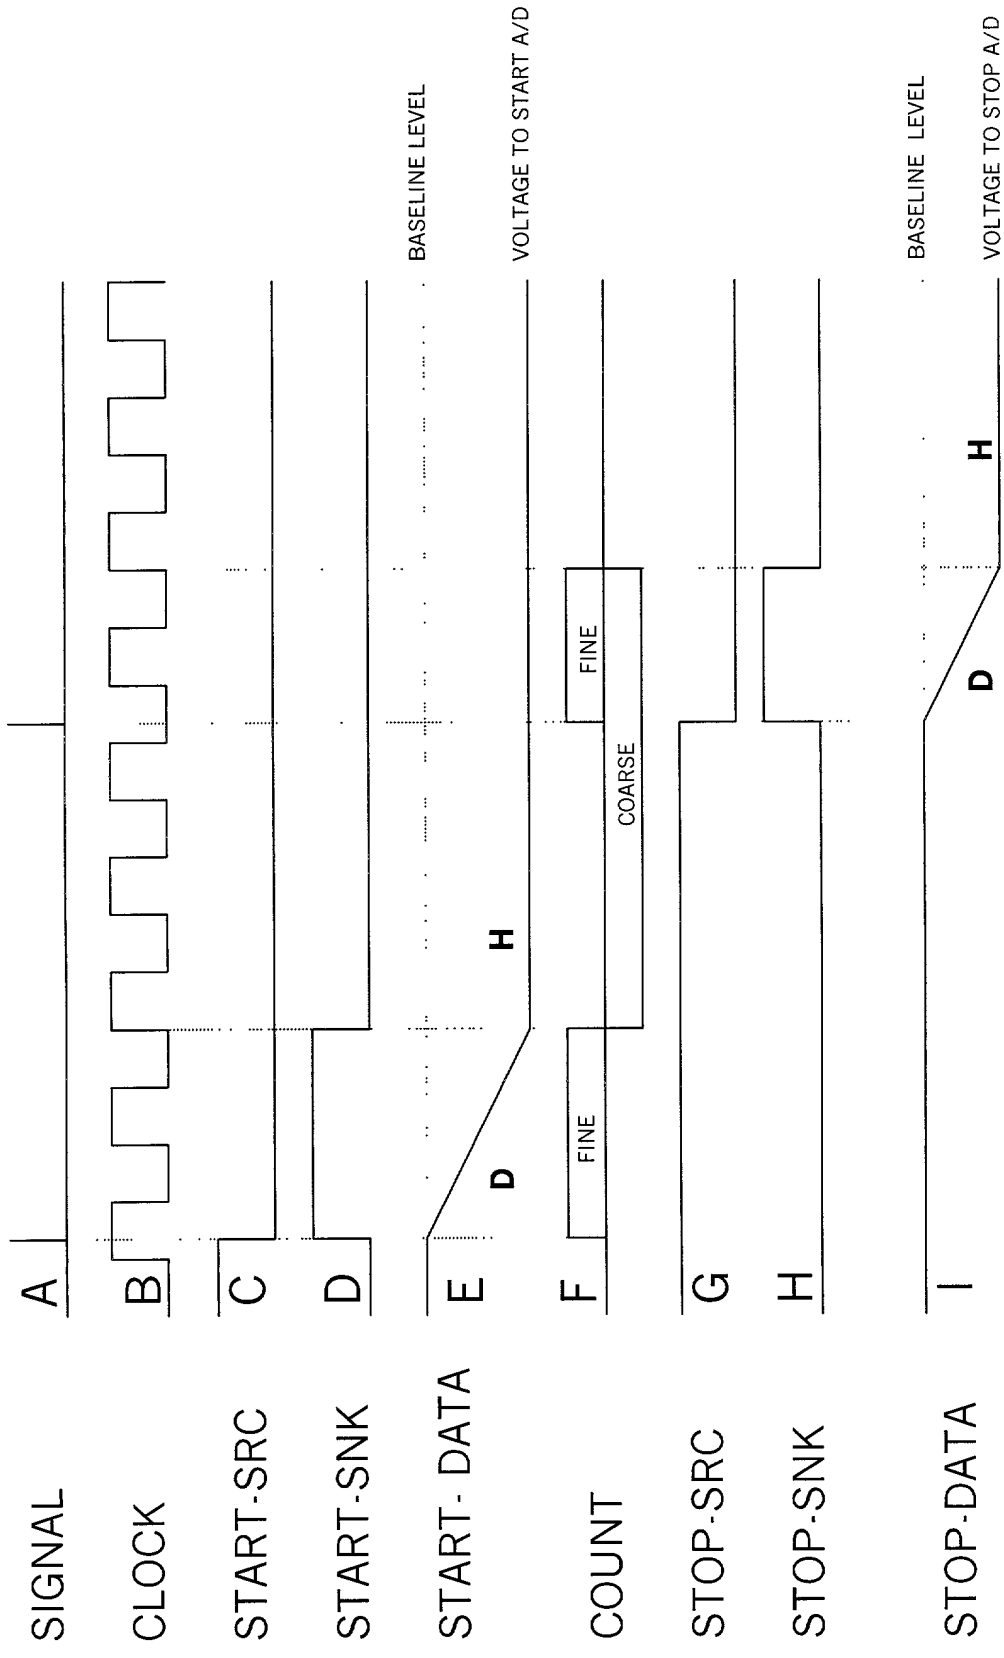 SIGNAL A
CLOCK B
START-SRC C
START-SNK D
BASELINE LEVEL
START- DATA E D H VOLTAGE TO START A/D
COUNT F FINE FINE
COARSE
STOP-SRC G
STOP-SNK H
BASELINE LEVEL
STOP-DATA I D H VOLTAGE TO STOP A/D